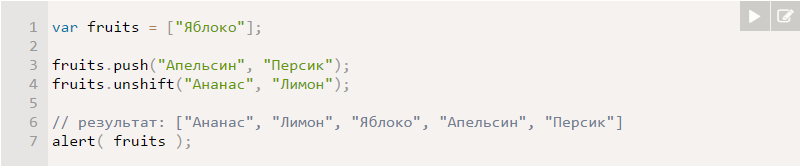 1 var fruits = ["Яблоко"];
2
3 fruits.push("Апельсин", "Персик");
4 fruits.unshift("Ананас", "Лимон");
5
6 // результат: ["Ананас", "Лимон", "Яблоко", "Апельсин", "Персик"]
7 alert( fruits );